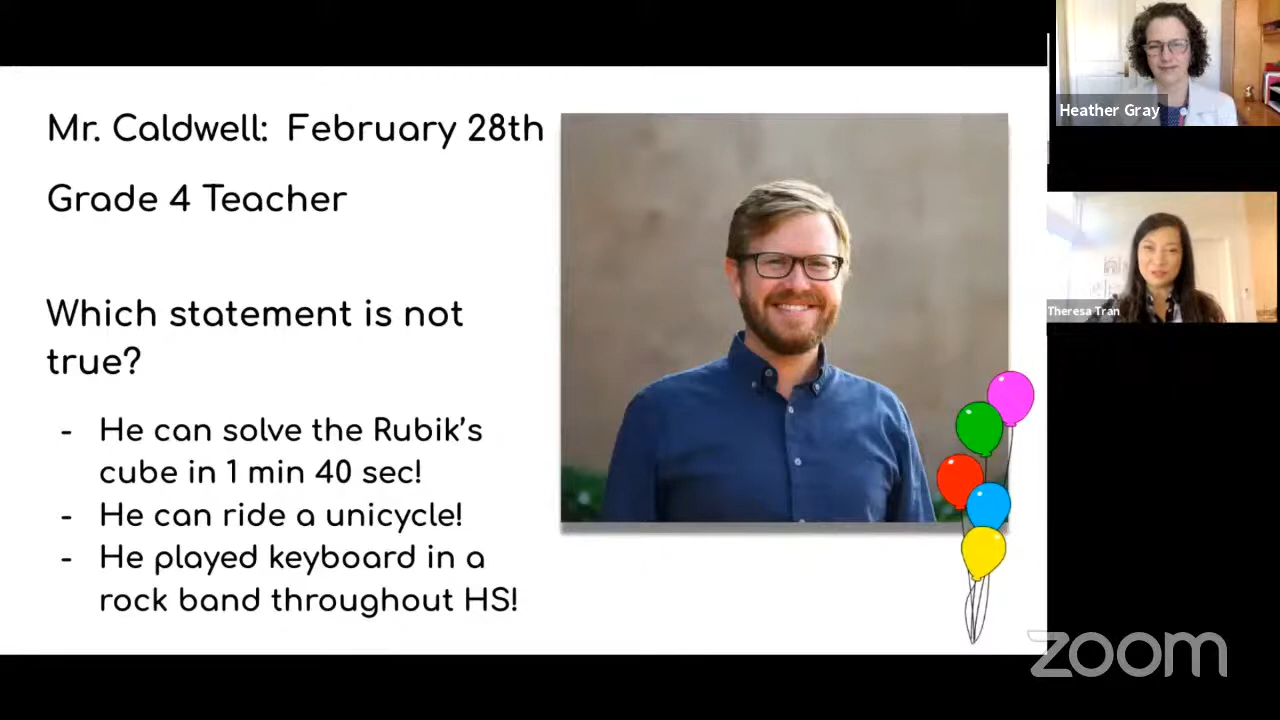 Mr. Caldwell:  February 28th
Grade 4 Teacher
Which statement is not
true?
- He can solve the Rubik's
cube in 1 min 40 sec!
- He can ride a unicycle!
- He played keyboard in a
rock band throughout HS!
Heather Gray
Theresa Tran
zoom